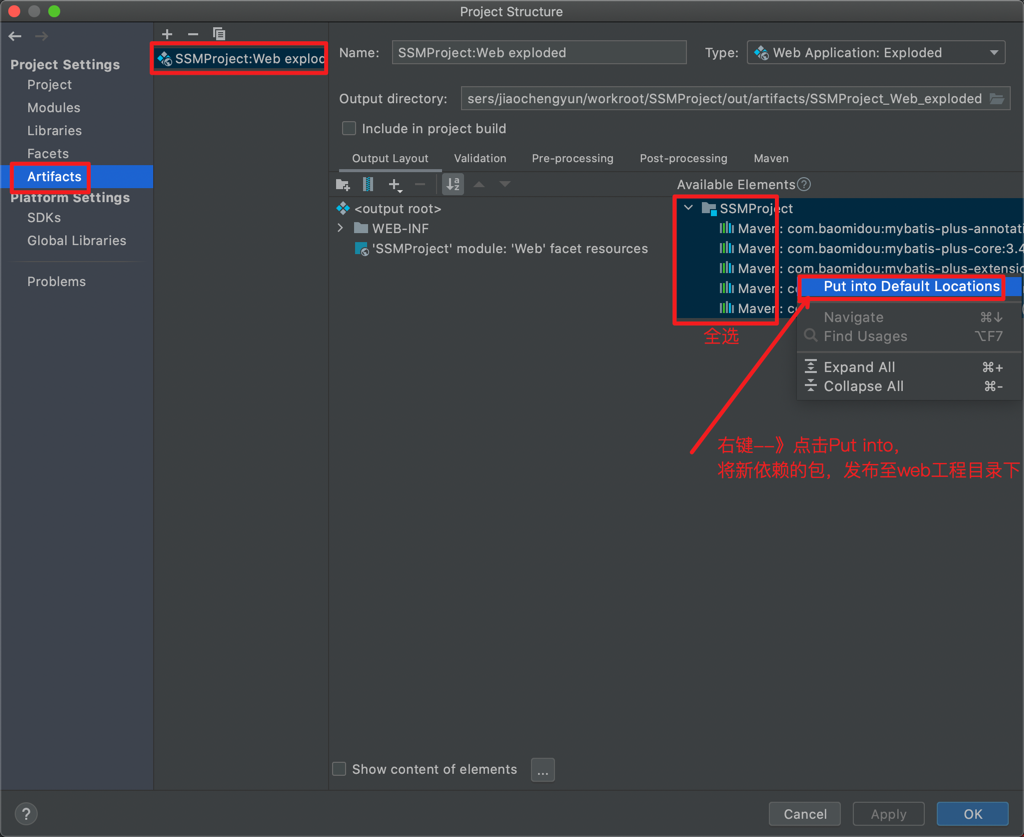 Project Structure
Project Settings
Project
Modules
Libraries
Facets
Artifacts
Platform Settings
SDKs
Global Libraries
Problems
SSMProject:Web explod
Name: SSMProject:Web exploded Type: Web Application: Exploded
Output directory: sers/jiaochengyun/workroot/SSMProject/out/artifacts/SSMProject_Web_exploded
Include in project build
Output Layout Validation Pre-processing Post-processing Maven
Available Elements
<output root>
WEB-INF
'SSMProject' module: 'Web' facet resources
SSMProject
Maven: com.baomidou:mybatis-plus-annotati
Maven: com.baomidou:mybatis-plus-core:3.4
Maven: com.baomidou:mybatis-plus-extensio
Maven: co
Maven: co
Put into Default Locations
Navigate ⌘↓
Find Usages ⌥F7
Expand All ⌘+
Collapse All ⌘-
全选
右键--》点击Put into,
将新依赖的包，发布至web工程目录下
Show content of elements ...
? Cancel Apply OK